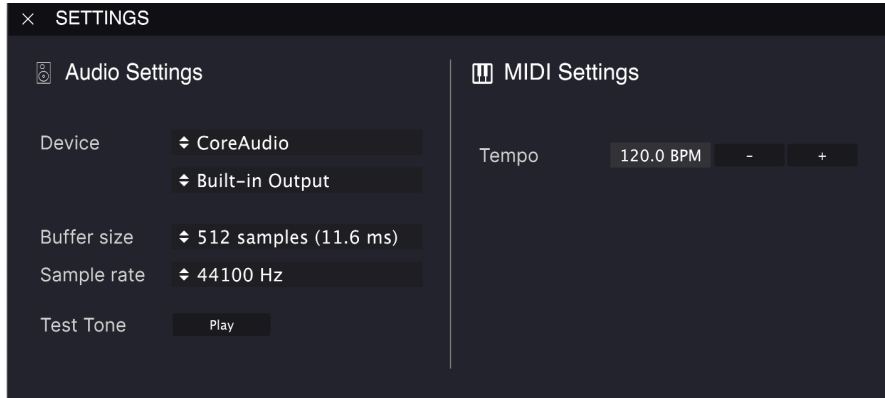 × SETTINGS
Audio Settings
Device
CoreAudio
Built-in Output
Buffer size
512 samples (11.6 ms)
Sample rate
44100 Hz
Test Tone
Play
MIDI Settings
Tempo
120.0 BPM
-
+